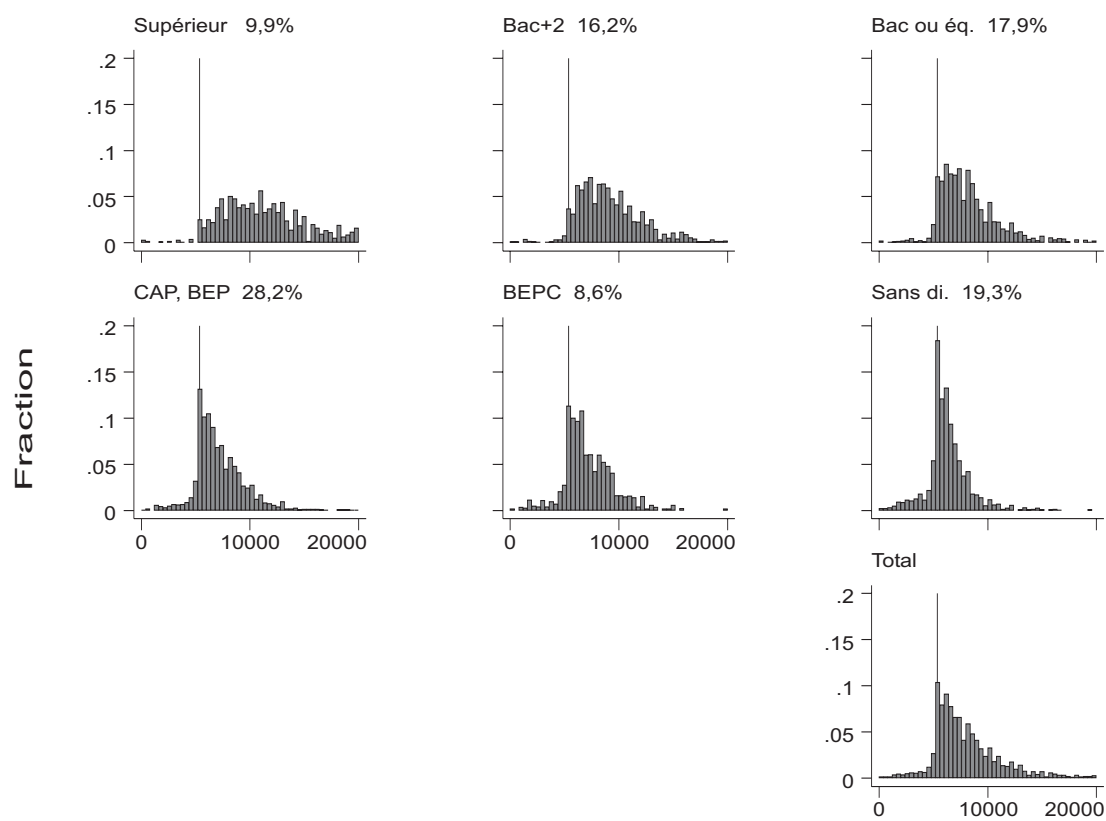 Supérieur 9,9%
Bac+2 16,2%
Bac ou éq. 17,9%
.2
.15
.1
.05
0
CAP, BEP 28,2%
BEPC 8,6%
Sans di. 19,3%
.2
.15
.1
.05
0
Fraction
0 10000 20000
0 10000 20000
Total
.2
.15
.1
.05
0
0 10000 20000